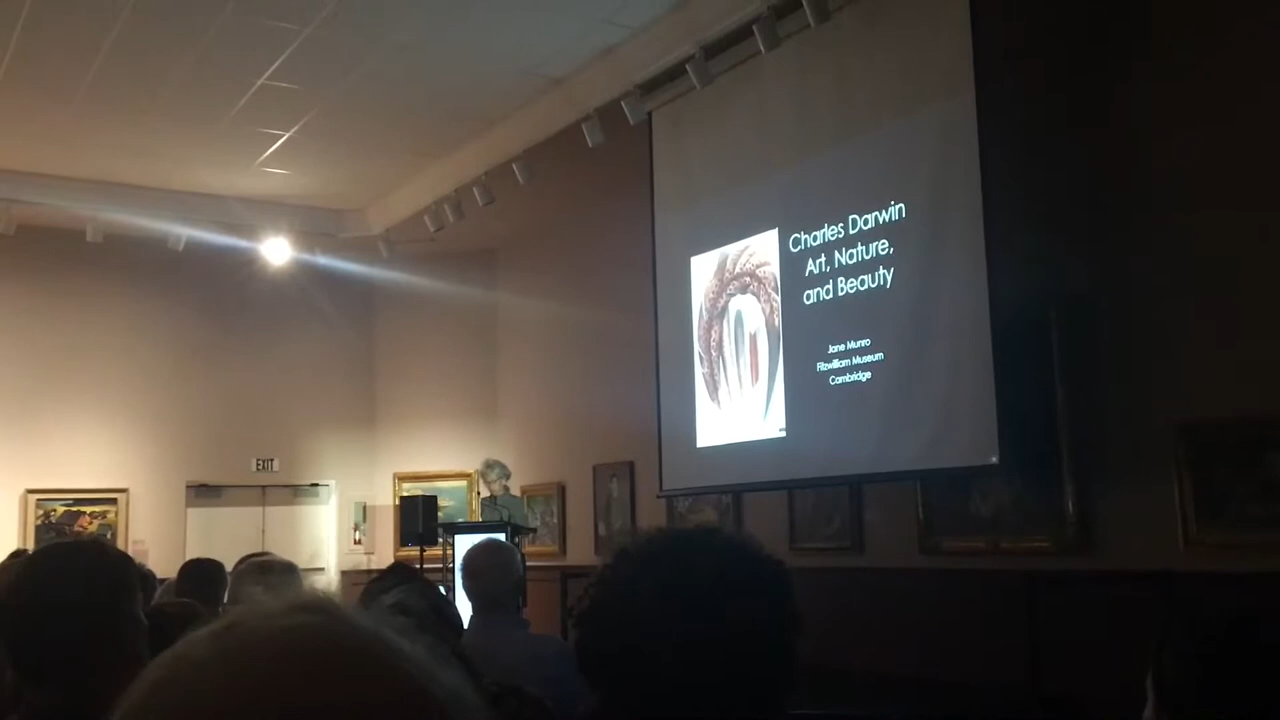 Charles Darwin
Art, Nature,
and Beauty
Jane Munro
Fitzwilliam Museum
Cambridge
EXIT